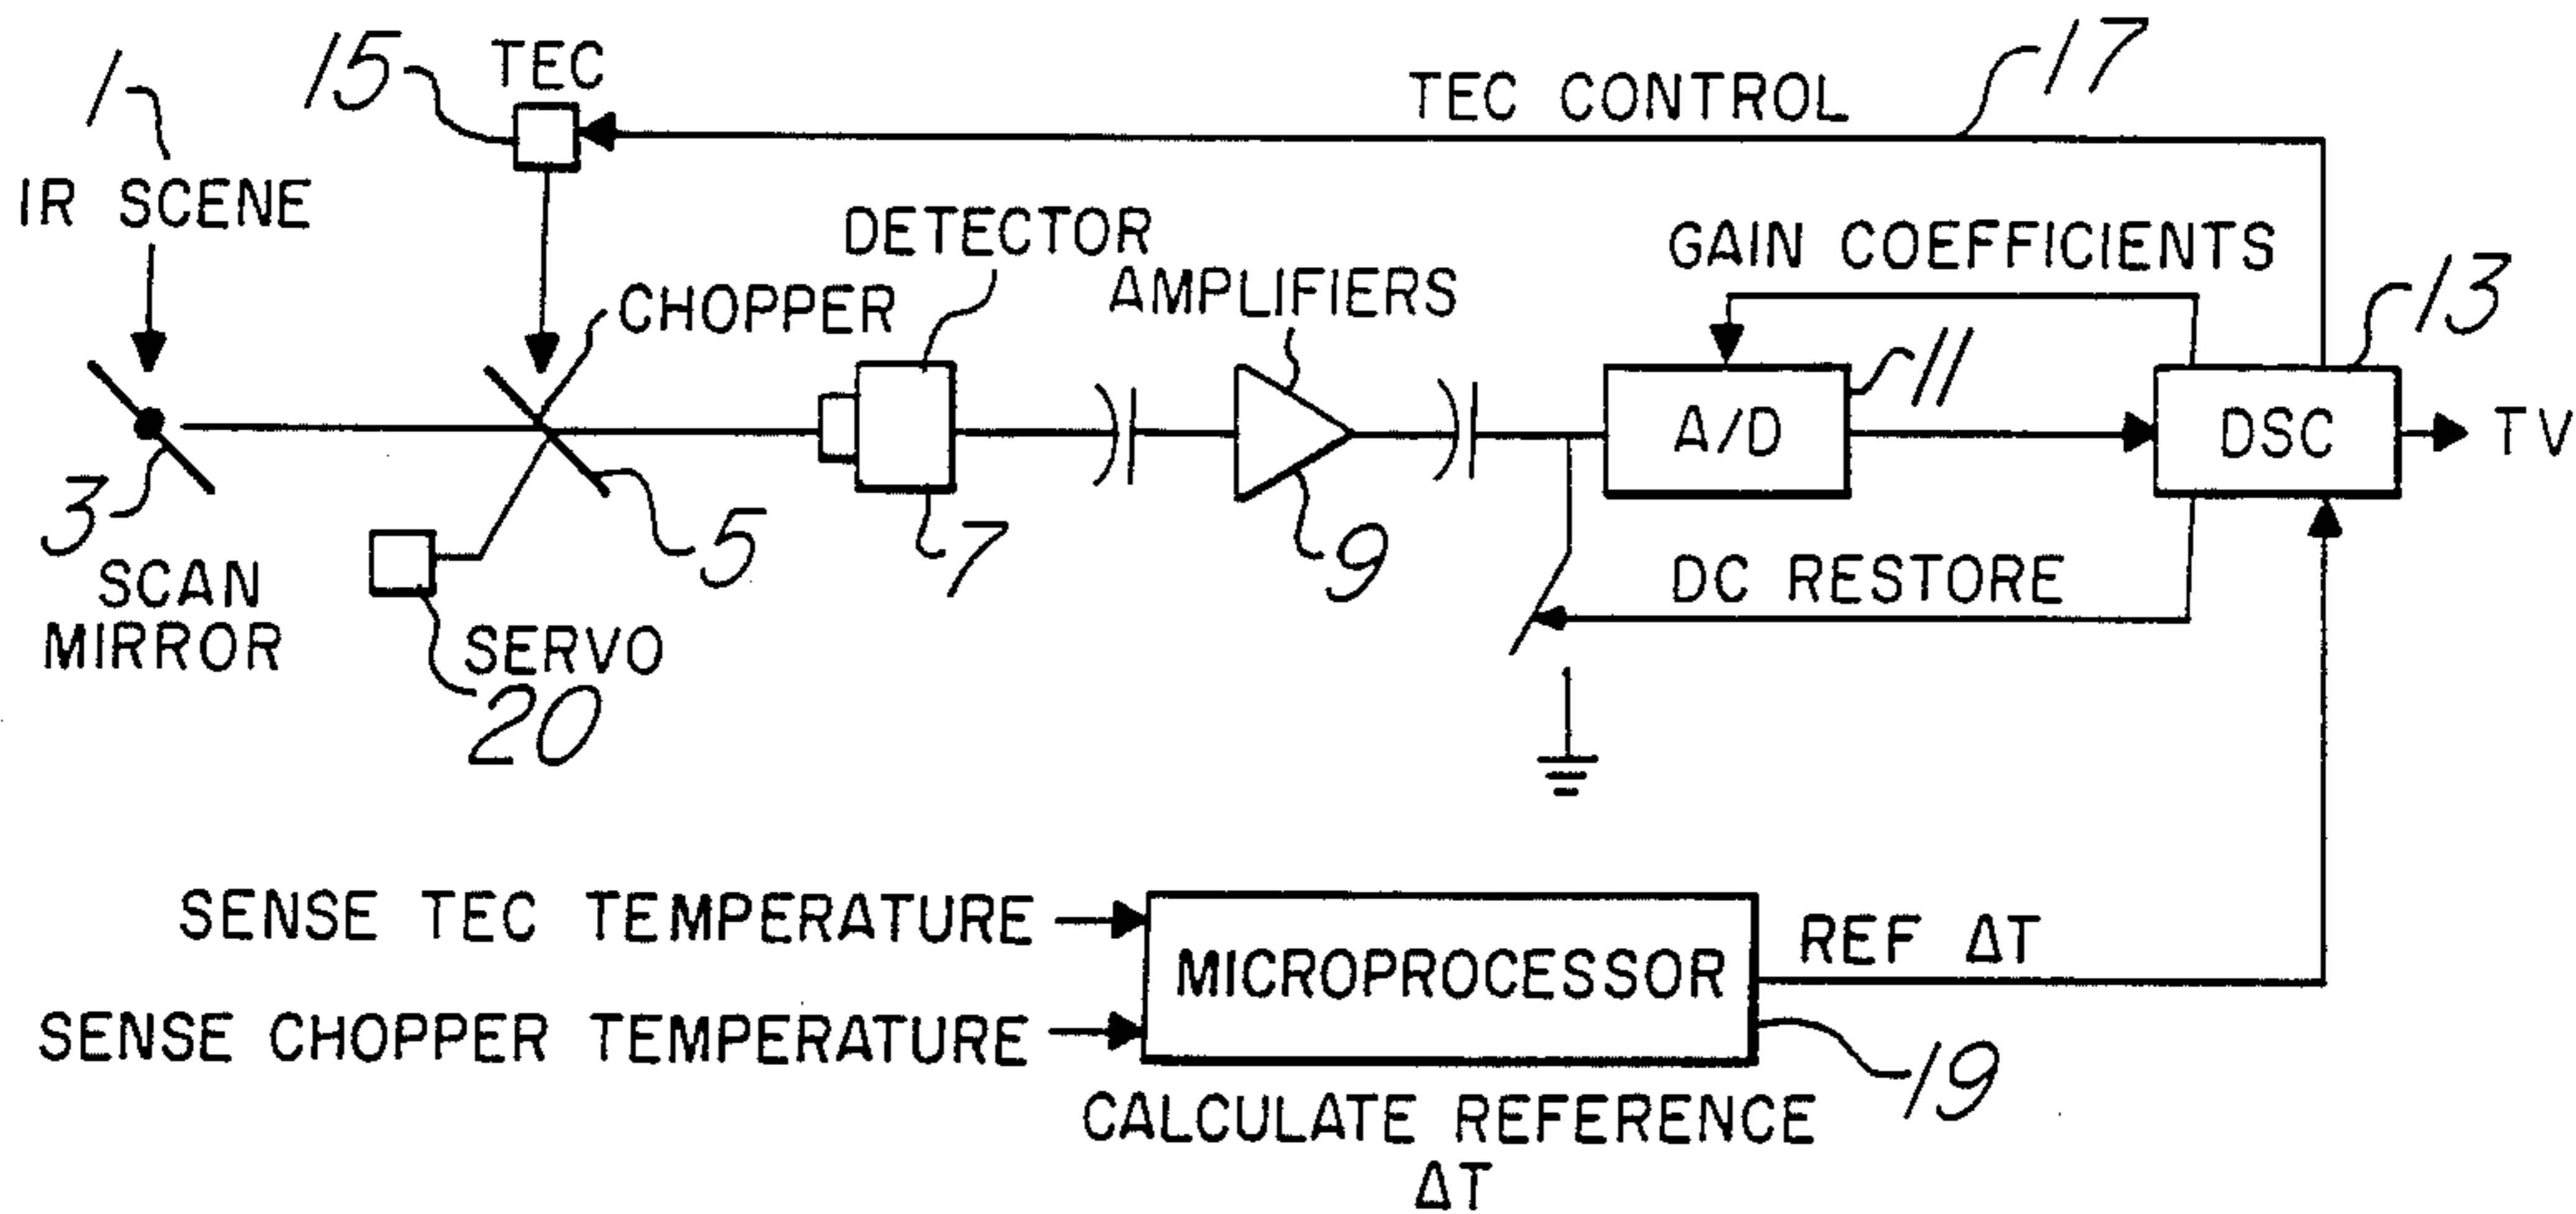 1
15
TEC
TEC CONTROL
17
IR SCENE
DETECTOR
AMPLIFIERS
GAIN COEFFICIENTS
CHOPPER
13
11
A/D
DSC
TV
3
SCAN
MIRROR
5
7
9
DC RESTORE
SERVO
20
SENSE TEC TEMPERATURE
MICROPROCESSOR
REF ΔT
SENSE CHOPPER TEMPERATURE
19
CALCULATE REFERENCE
ΔT